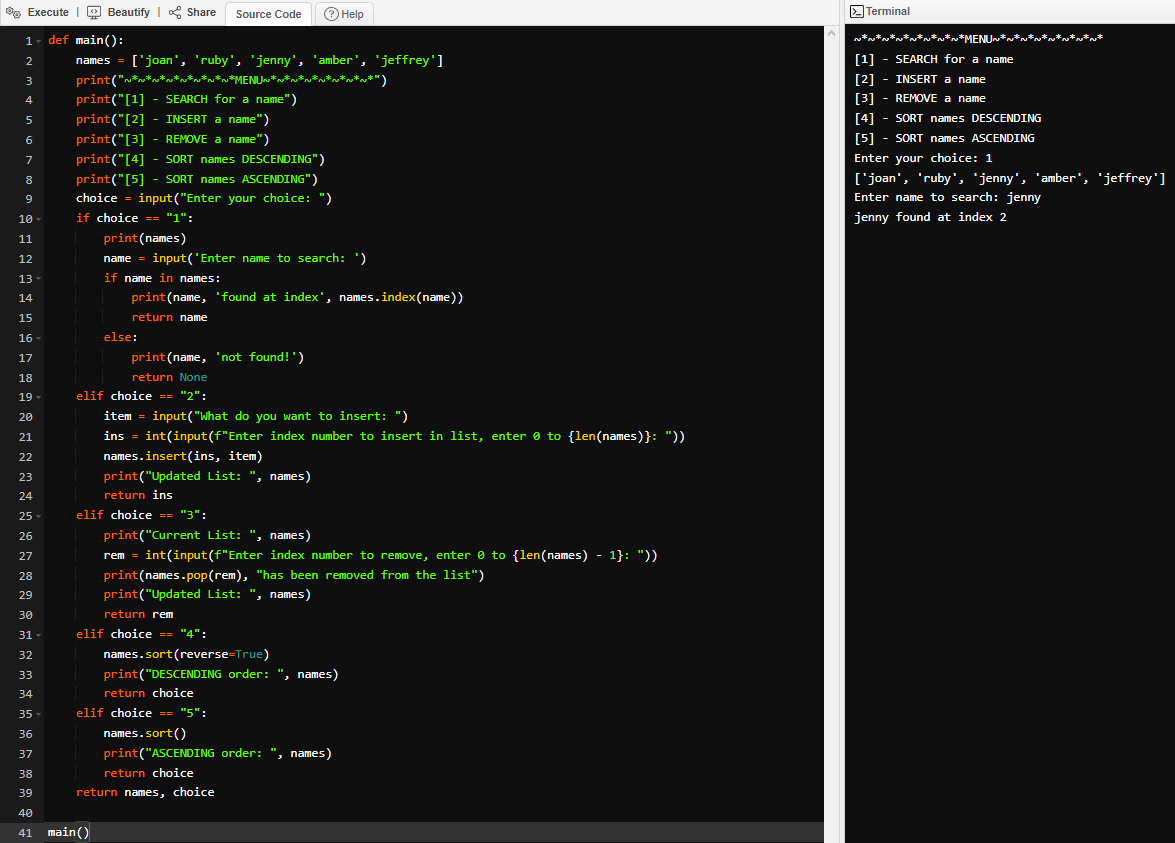 Execute | Beautify | Share Source Code Help
1 def main():
2     names = ['joan', 'ruby', 'jenny', 'amber', 'jeffrey']
3     print("~*~*~*~*~*~*~*~*MENU~*~*~*~*~*~*~*~*")
4     print("[1] - SEARCH for a name")
5     print("[2] - INSERT a name")
6     print("[3] - REMOVE a name")
7     print("[4] - SORT names DESCENDING")
8     print("[5] - SORT names ASCENDING")
9     choice = input("Enter your choice: ")
10     if choice == "1":
11         print(names)
12         name = input('Enter name to search: ')
13         if name in names:
14             print(name, 'found at index', names.index(name))
15             return name
16         else:
17             print(name, 'not found!')
18             return None
19     elif choice == "2":
20         item = input("What do you want to insert: ")
21         ins = int(input(f"Enter index number to insert in list, enter 0 to {len(names)}: "))
22         names.insert(ins, item)
23         print("Updated List: ", names)
24         return ins
25     elif choice == "3":
26         print("Current List: ", names)
27         rem = int(input(f"Enter index number to remove, enter 0 to {len(names) - 1}: "))
28         print(names.pop(rem), "has been removed from the list")
29         print("Updated List: ", names)
30         return rem
31     elif choice == "4":
32         names.sort(reverse=True)
33         print("DESCENDING order: ", names)
34         return choice
35     elif choice == "5":
36         names.sort()
37         print("ASCENDING order: ", names)
38         return choice
39     return names, choice
40
41 main()
Terminal
~*~*~*~*~*~*~*~*MENU~*~*~*~*~*~*~*~*
[1] - SEARCH for a name
[2] - INSERT a name
[3] - REMOVE a name
[4] - SORT names DESCENDING
[5] - SORT names ASCENDING
Enter your choice: 1
['joan', 'ruby', 'jenny', 'amber', 'jeffrey']
Enter name to search: jenny
jenny found at index 2